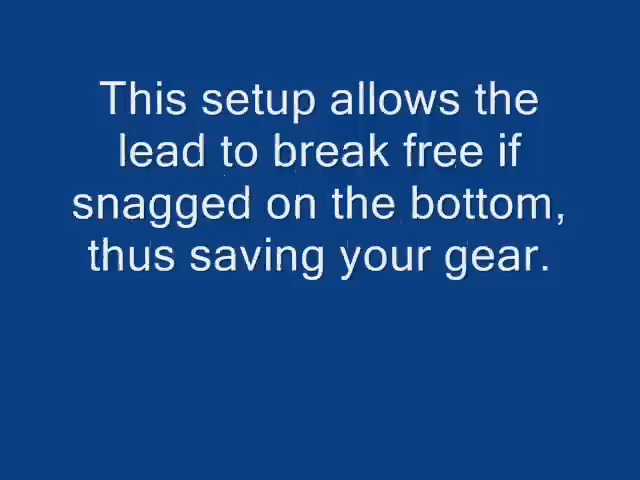 This setup allows the
lead to break free if
snagged on the bottom,
thus saving your gear.